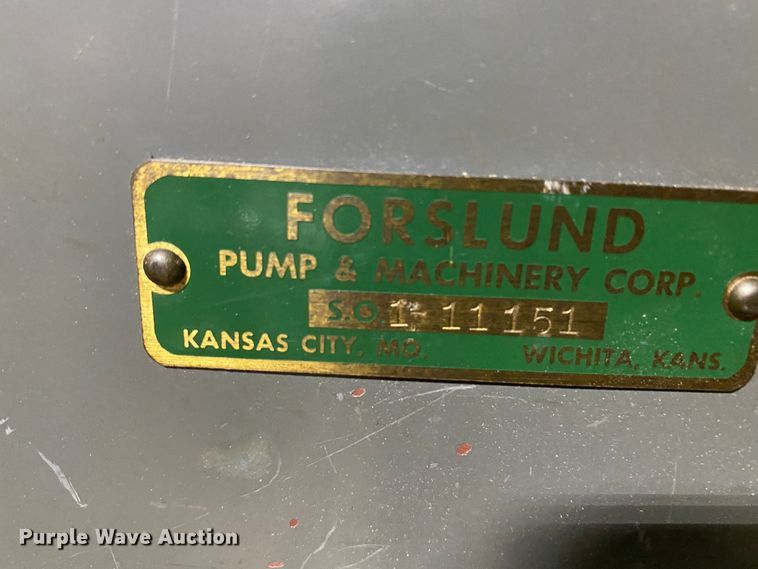 FORSLUND
PUMP & MACHINERY CORP.
S.O. 1-11151
KANSAS CITY, MO. WICHITA, KANS.
Purple Wave Auction